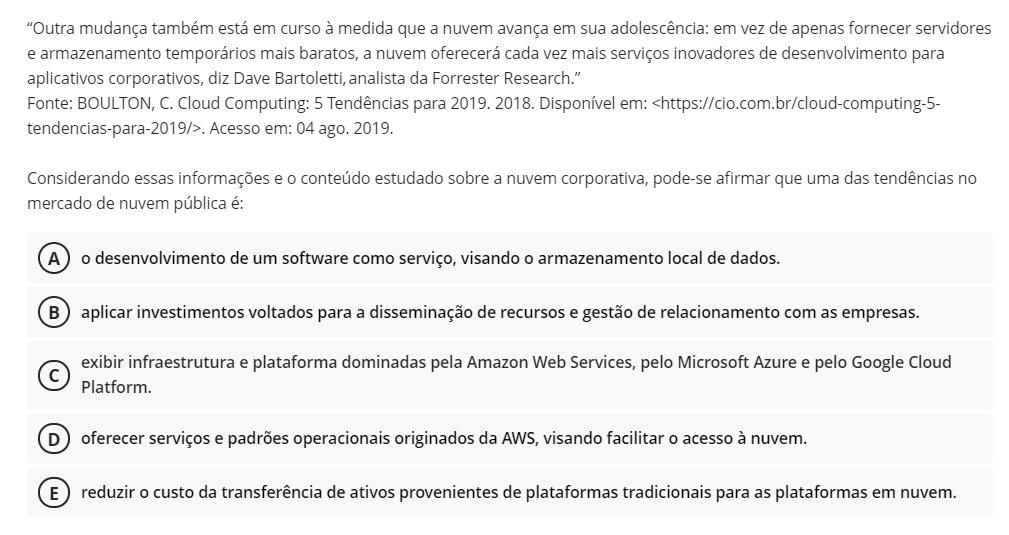 “Outra mudança também está em curso à medida que a nuvem avança em sua adolescência: em vez de apenas fornecer servidores
e armazenamento temporários mais baratos, a nuvem oferecerá cada vez mais serviços inovadores de desenvolvimento para
aplicativos corporativos, diz Dave Bartoletti, analista da Forrester Research.”
Fonte: BOULTON, C. Cloud Computing: 5 Tendências para 2019. 2018. Disponível em: <https://cio.com.br/cloud-computing-5-
tendencias-para-2019/>. Acesso em: 04 ago. 2019.
Considerando essas informações e o conteúdo estudado sobre a nuvem corporativa, pode-se afirmar que uma das tendências no
mercado de nuvem pública é:
A o desenvolvimento de um software como serviço, visando o armazenamento local de dados.
B aplicar investimentos voltados para a disseminação de recursos e gestão de relacionamento com as empresas.
C exibir infraestrutura e plataforma dominadas pela Amazon Web Services, pelo Microsoft Azure e pelo Google Cloud
Platform.
D oferecer serviços e padrões operacionais originados da AWS, visando facilitar o acesso à nuvem.
E reduzir o custo da transferência de ativos provenientes de plataformas tradicionais para as plataformas em nuvem.